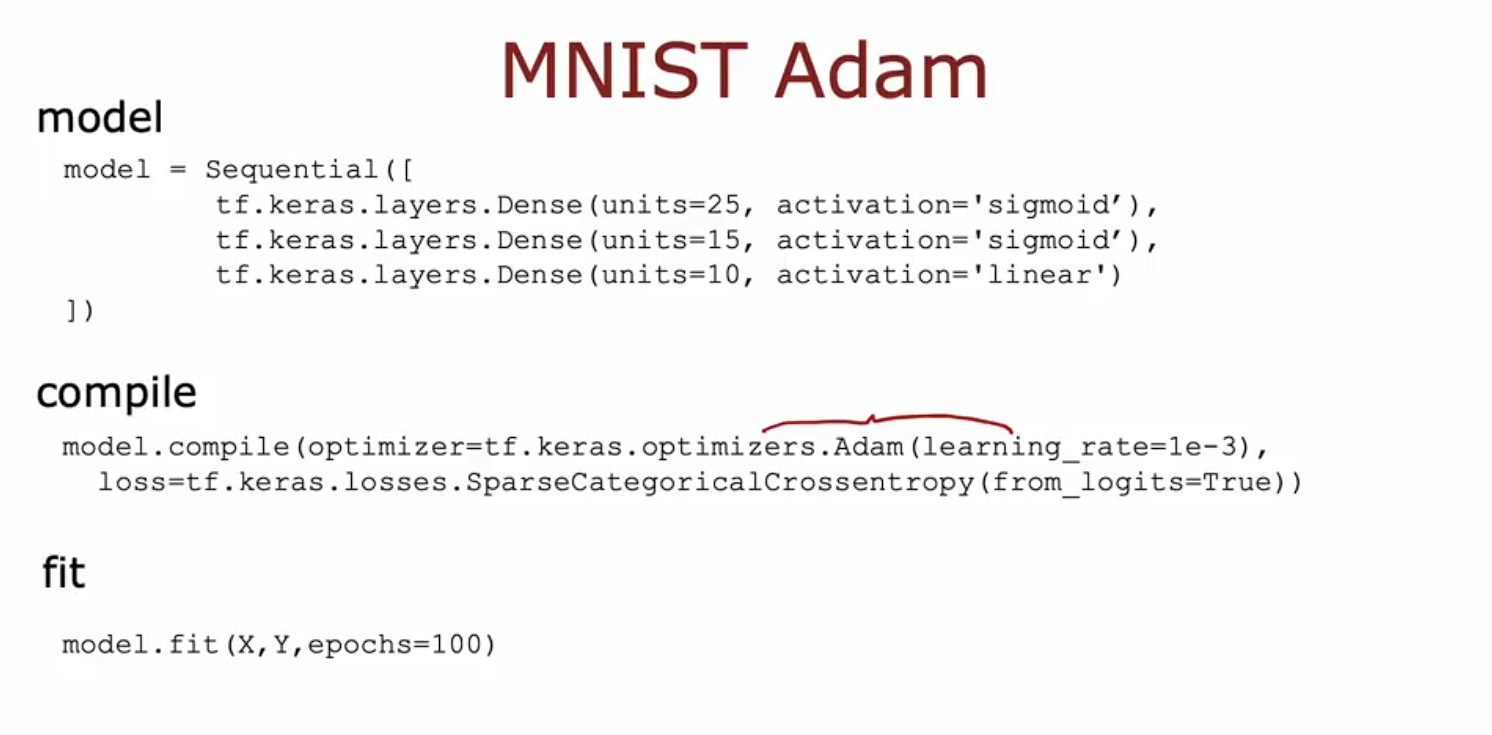 MNIST Adam
model
model = Sequential([
tf.keras.layers.Dense(units=25, activation='sigmoid’),
tf.keras.layers.Dense(units=15, activation='sigmoid’),
tf.keras.layers.Dense(units=10, activation='linear')
])
compile
model.compile(optimizer=tf.keras.optimizers.Adam(learning_rate=1e-3),
loss=tf.keras.losses.SparseCategoricalCrossentropy(from_logits=True))
fit
model.fit(X,Y,epochs=100)